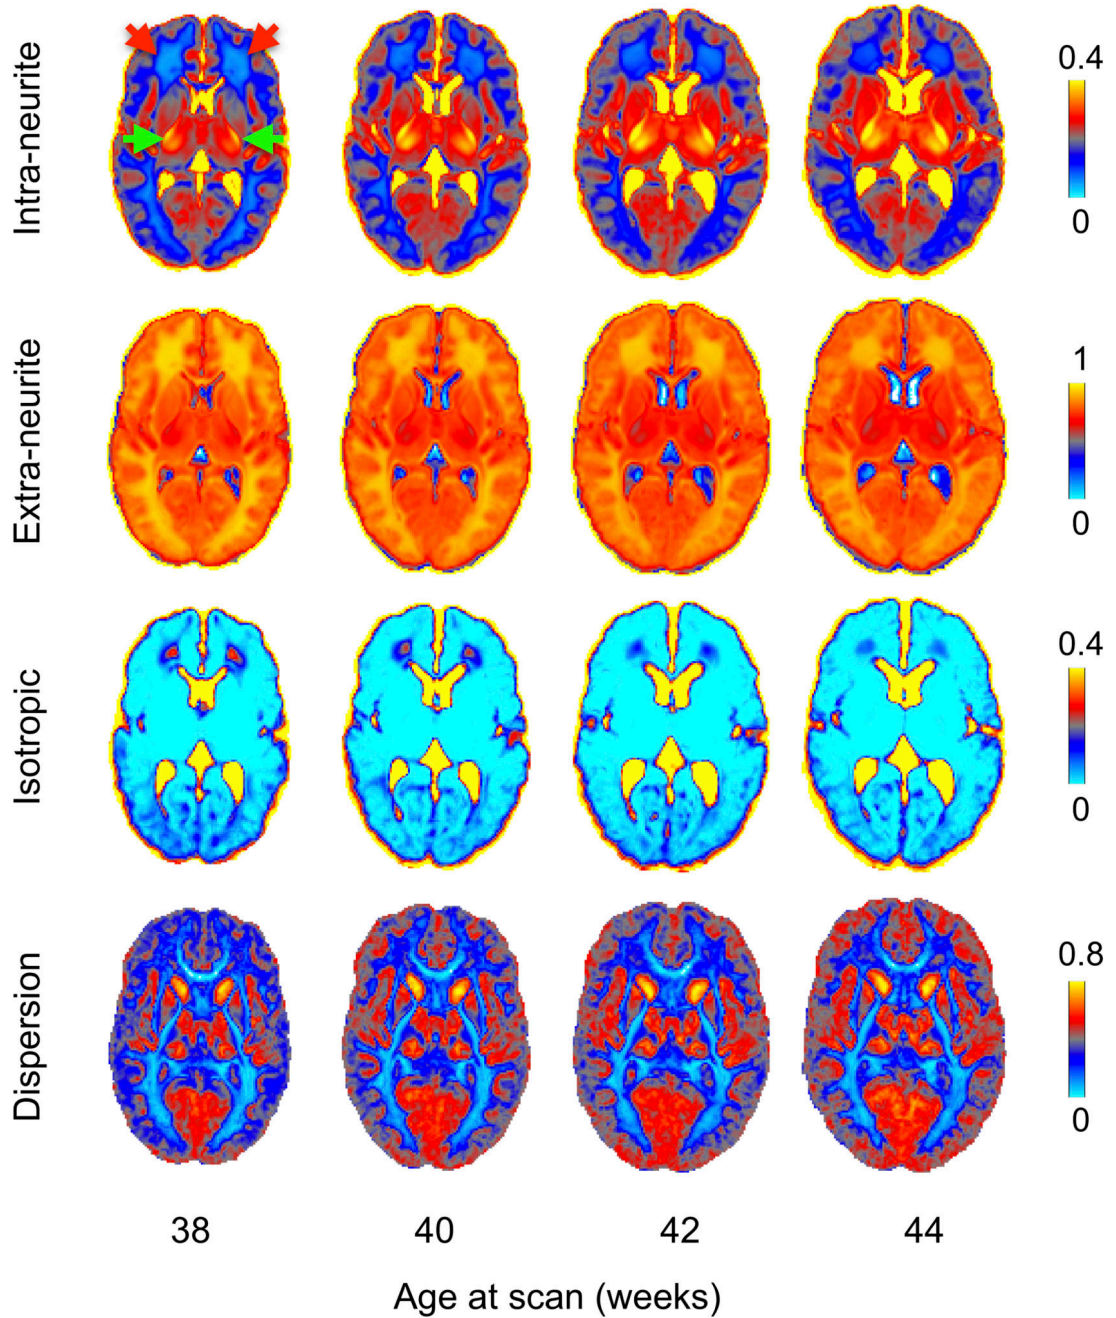 Intra-neurite
0.4
0
Extra-neurite
1
0
Isotropic
0.4
0
Dispersion
0.8
0
38 40 42 44
Age at scan (weeks)